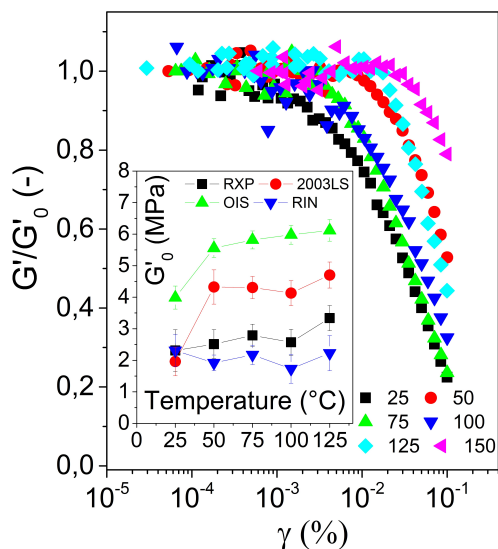 G'/G'₀ (-)
1,0
0,8
0,6
0,4
0,2
0,0
10⁻⁵ 10⁻⁴ 10⁻³ 10⁻² 10⁻¹ 10⁰
γ (%)
25 50
75 100
125 150
RXP 2003LS
OIS RIN
G'₀ (MPa)
8
7
6
5
4
3
2
1
0
25 50 75 100 125
Temperature (°C)